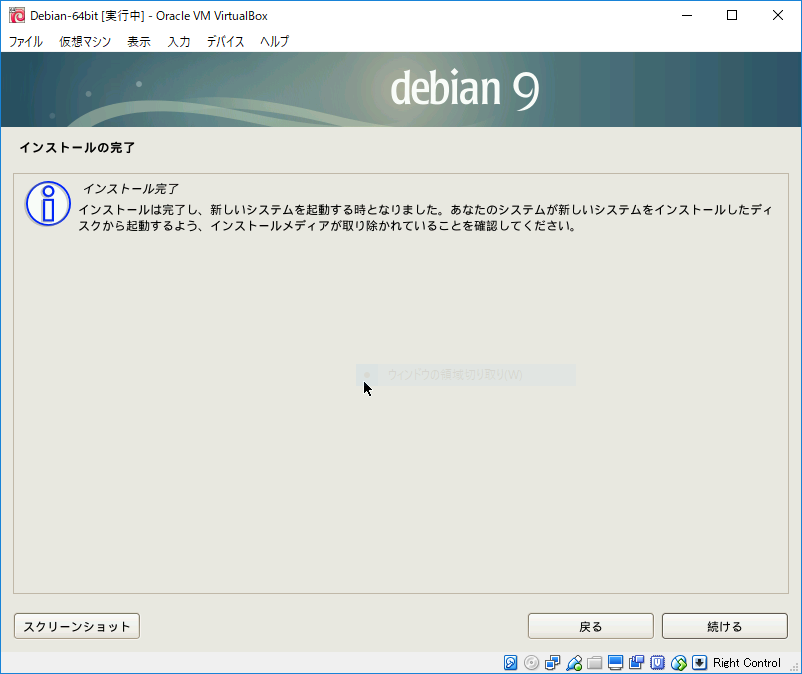 Debian-64bit [実行中] - Oracle VM VirtualBox
ファイル 仮想マシン 表示 入力 デバイス ヘルプ
debian 9
インストールの完了
インストール完了
インストールは完了し、新しいシステムを起動する時となりました。あなたのシステムが新しいシステムをインストールしたディ
スクから起動するよう、インストールメディアが取り除かれていることを確認してください。
ウィンドウの領域切り取り(W)
スクリーンショット 戻る 続ける
Right Control